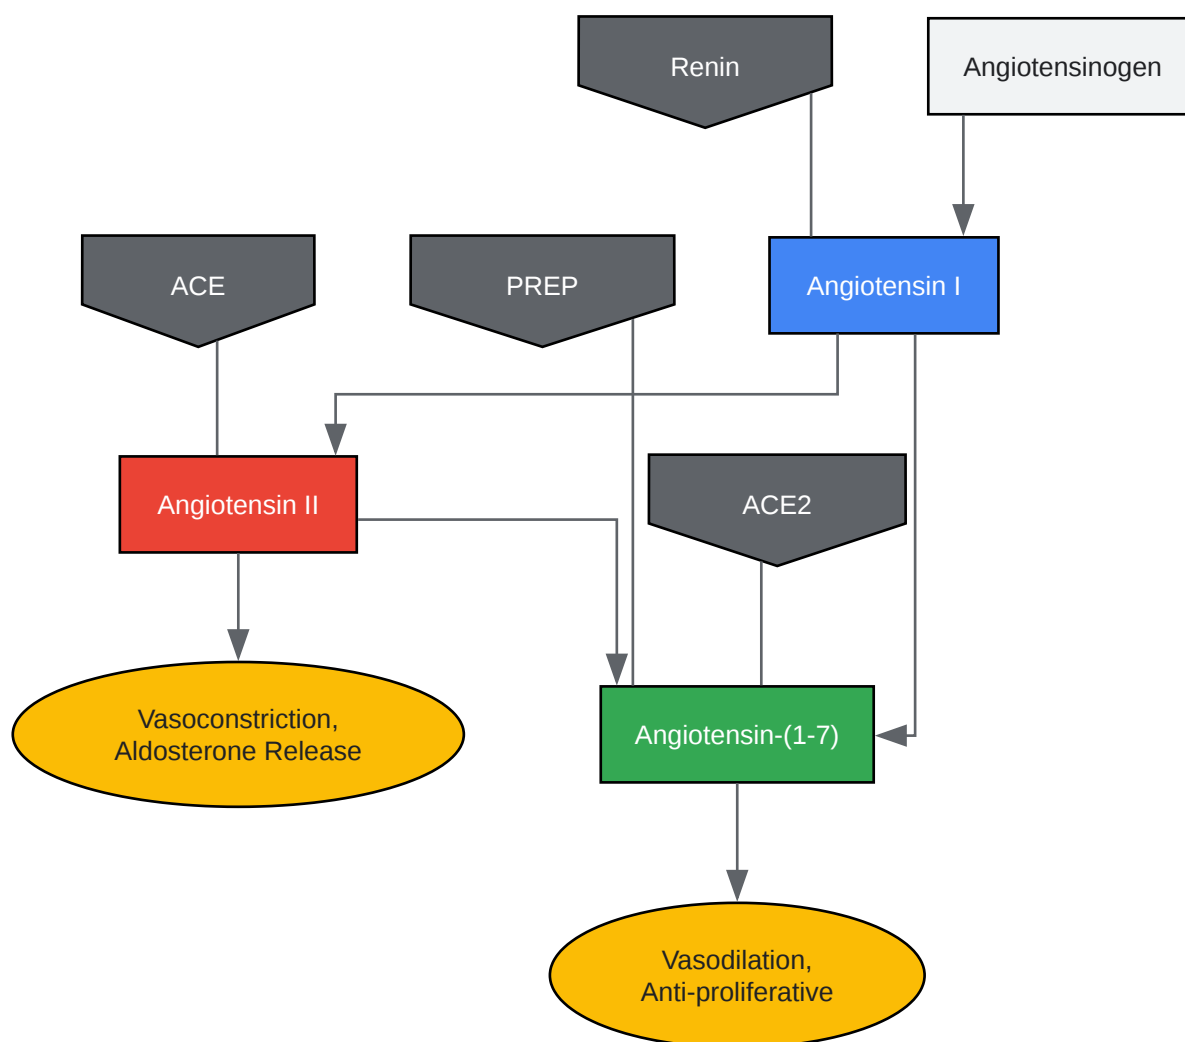 Renin
Angiotensinogen
ACE
PREP
Angiotensin I
Angiotensin II
ACE2
Vasoconstriction,
Aldosterone Release
Angiotensin-(1-7)
Vasodilation,
Anti-proliferative